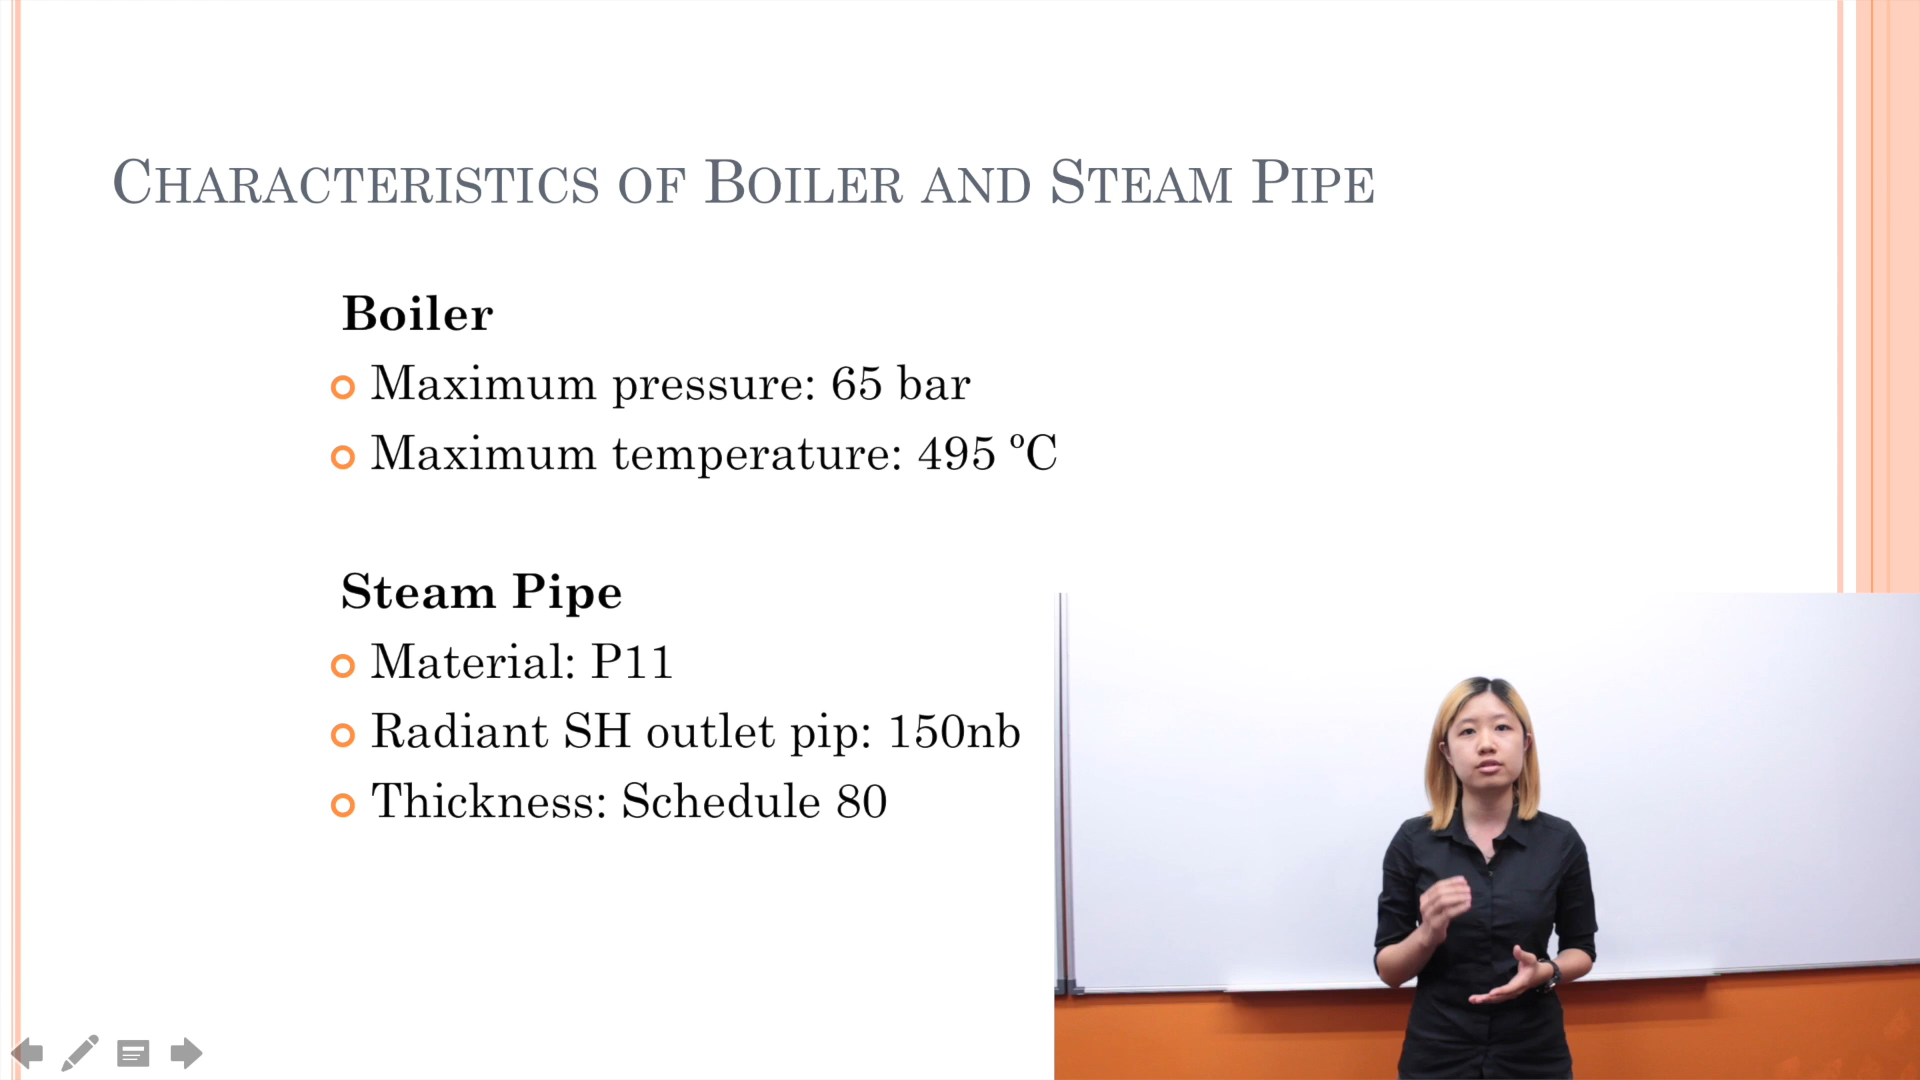 CHARACTERISTICS OF BOILER AND STEAM PIPE
Boiler
Maximum pressure: 65 bar
Maximum temperature: 495 ºC
Steam Pipe
Material: P11
Radiant SH outlet pip: 150nb
Thickness: Schedule 80